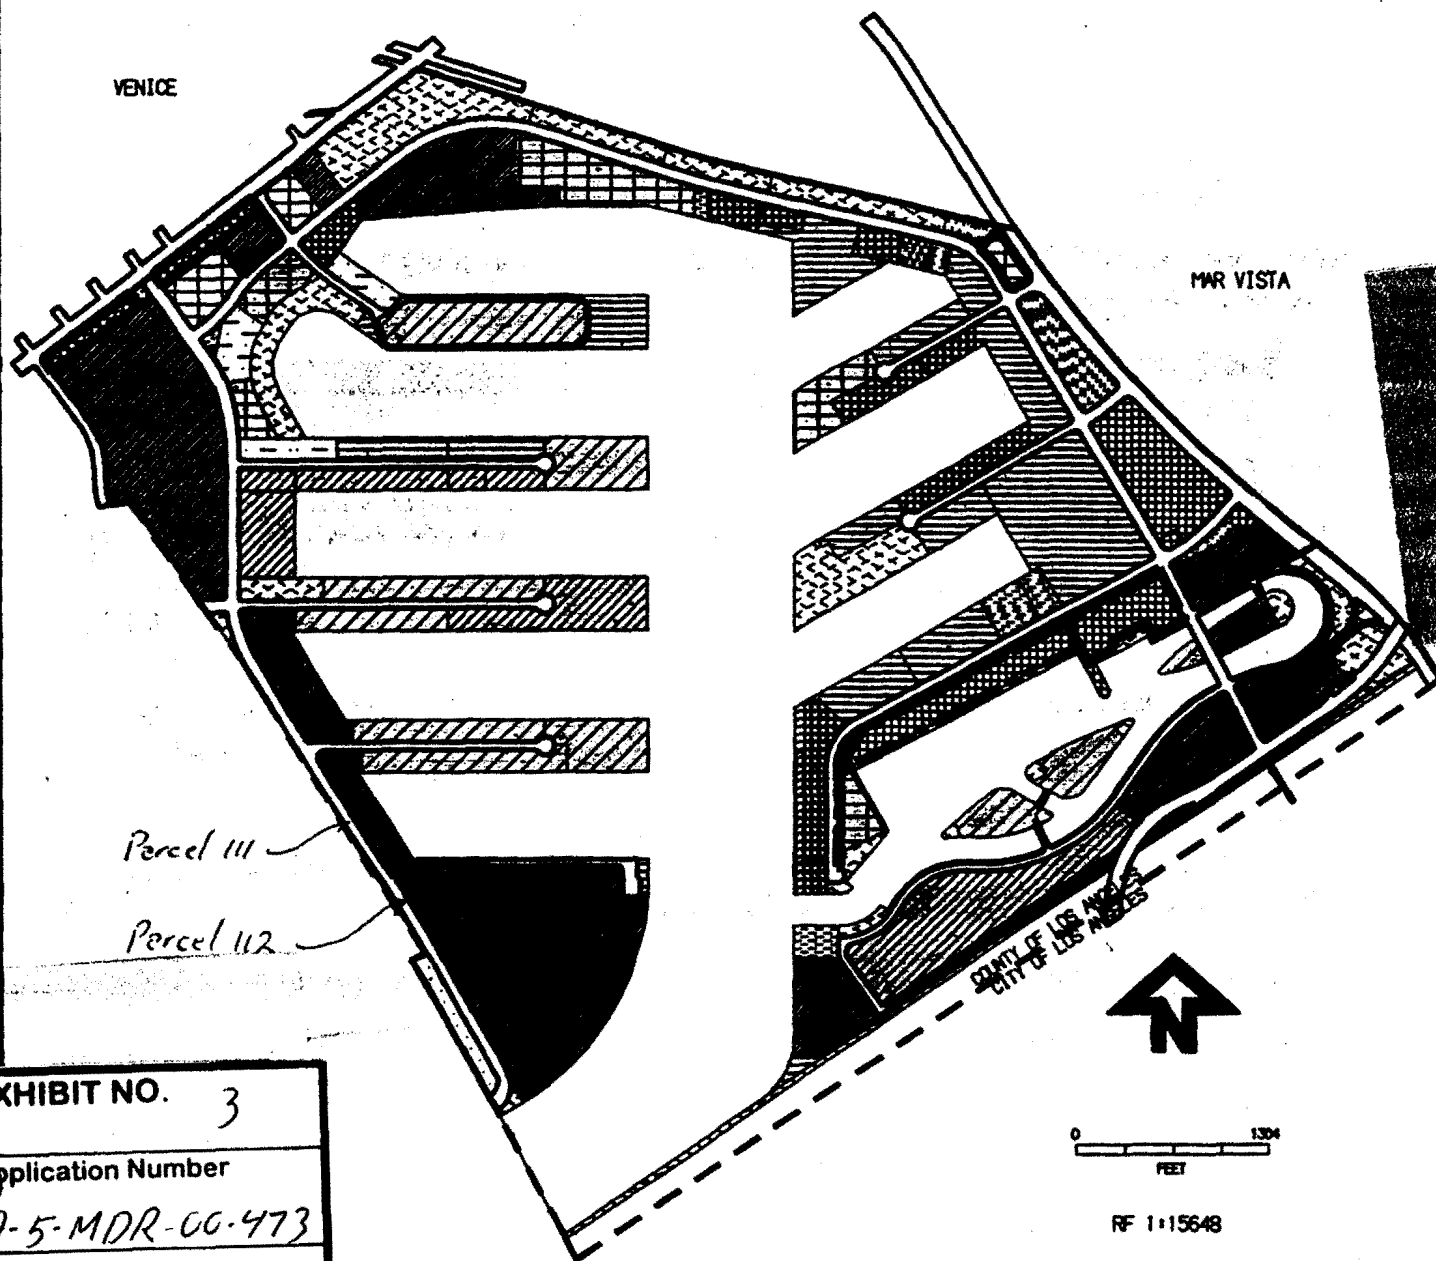 VENICE
MAR VISTA
Parcel 111
Parcel 112
COUNTY OF LOS ANGELES
CITY OF LOS ANGELES
N
0 1304
FEET
RF 1:15648
XHIBIT NO. 3
pplication Number
-5-MDR-00-473